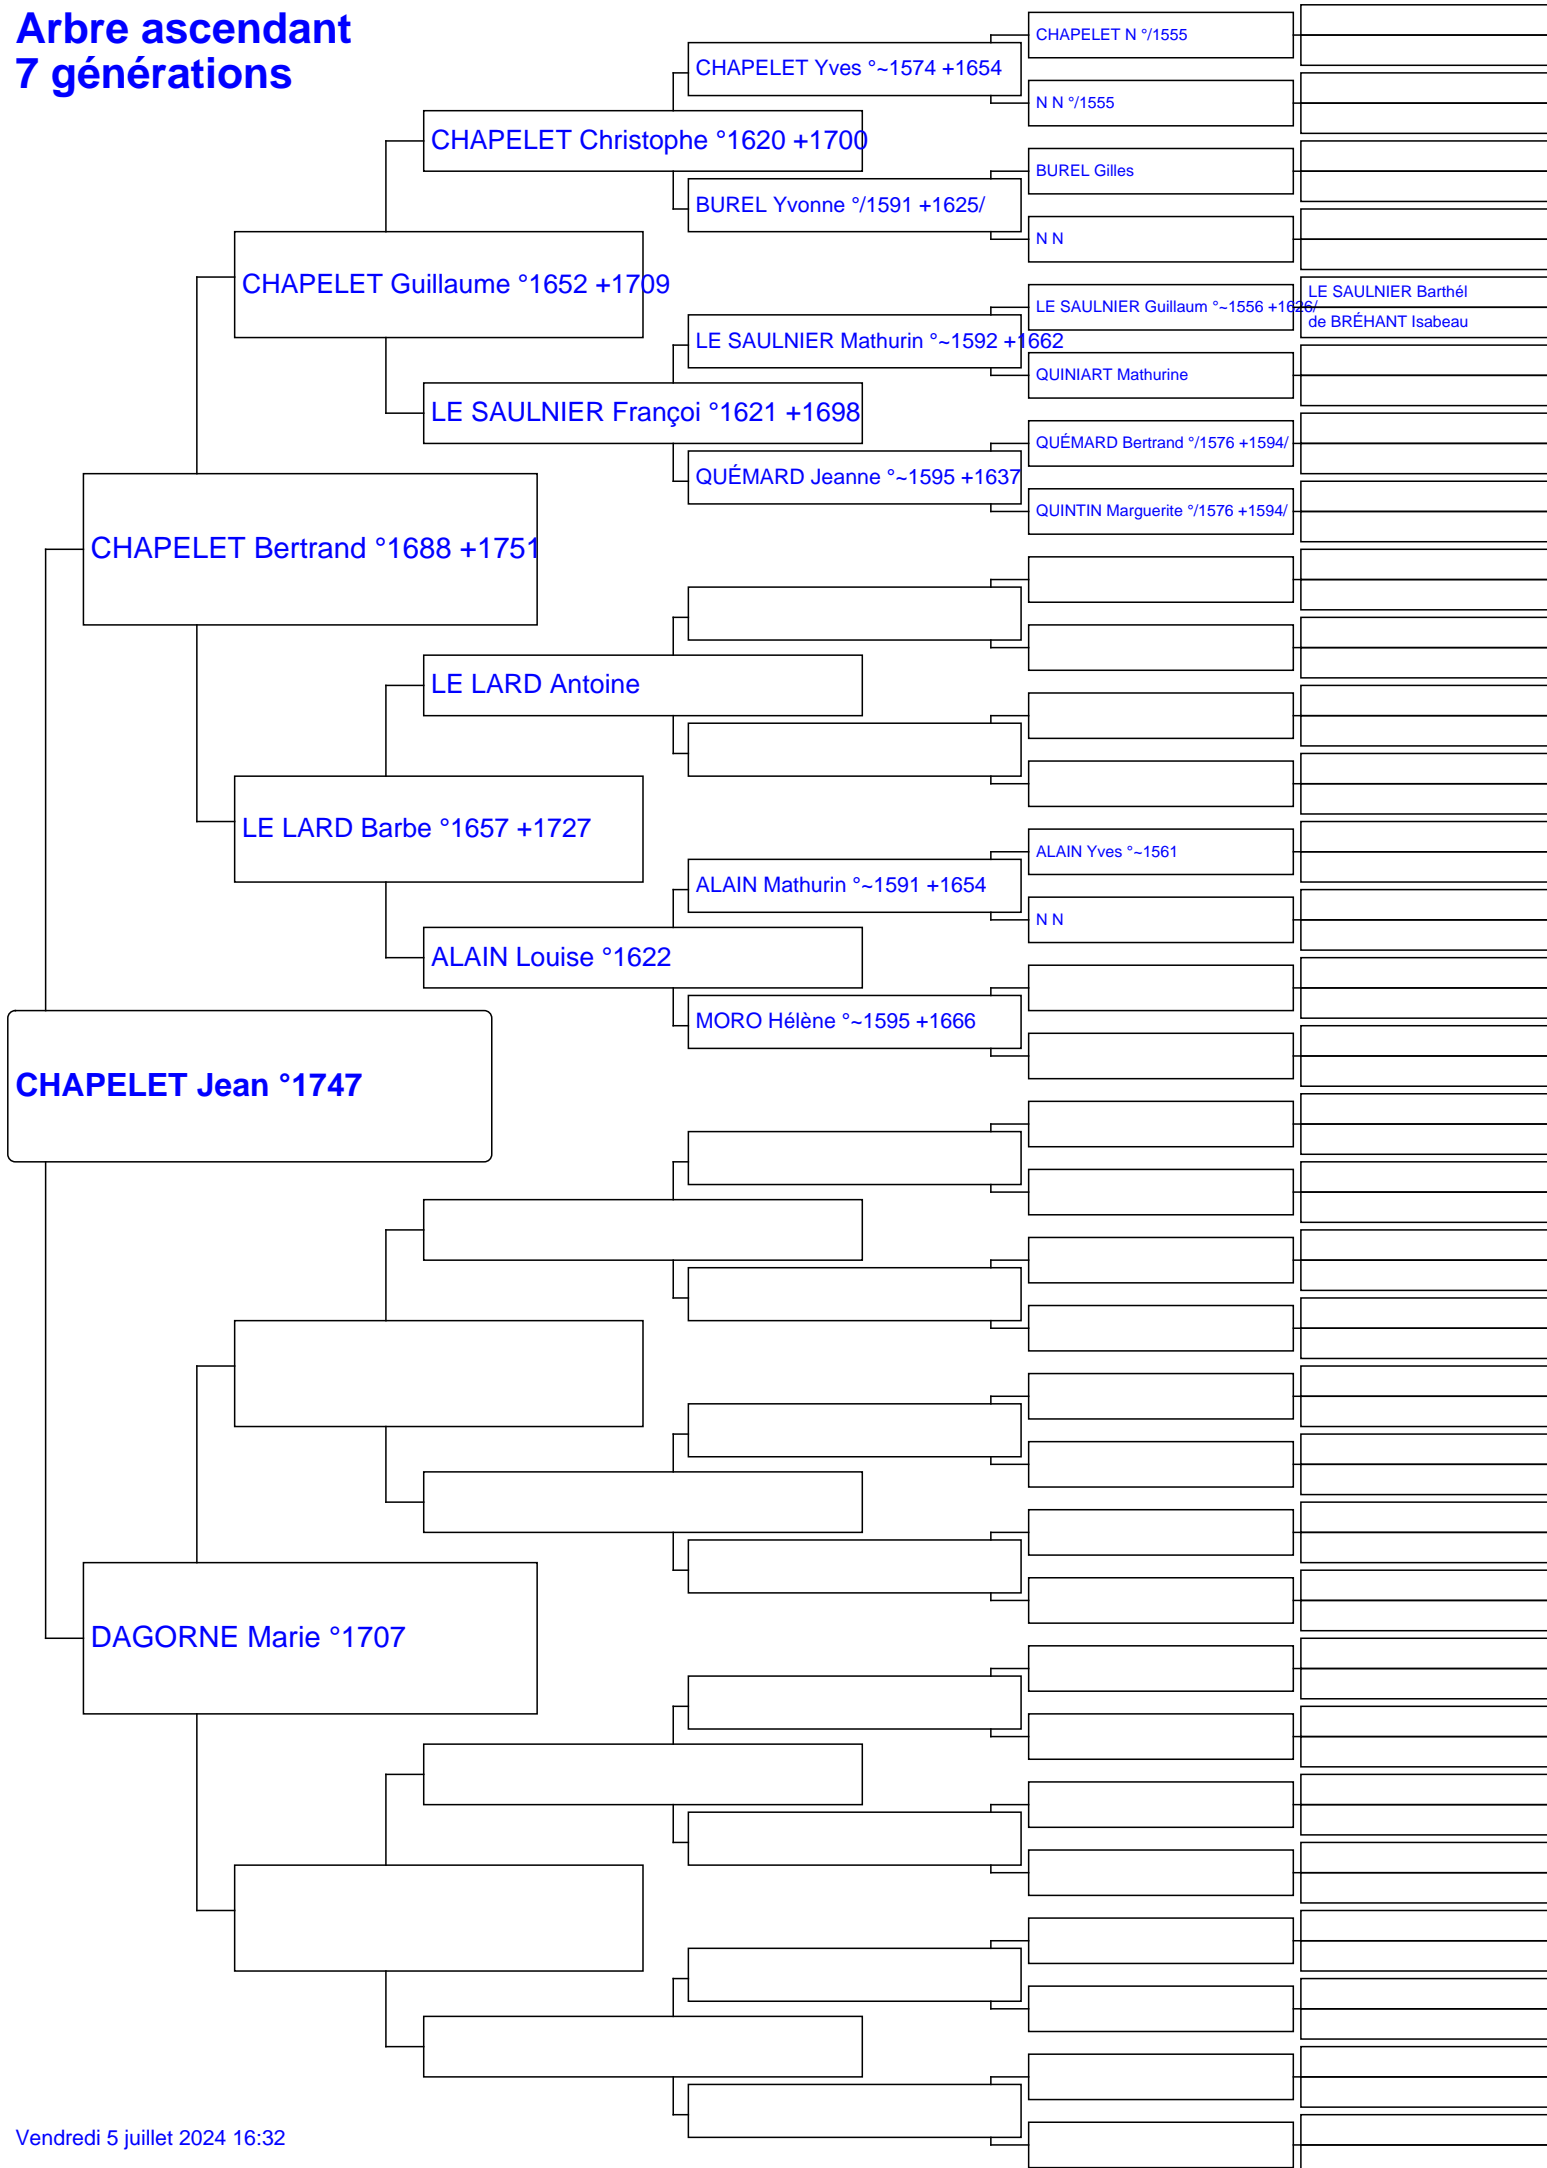 Arbre ascendant
7 générations
CHAPELET N °/1555
CHAPELET Yves °~1574 +1654
N N °/1555
CHAPELET Christophe °1620 +1700
BUREL Gilles
BUREL Yvonne °/1591 +1625/
N N
CHAPELET Guillaume °1652 +1709
LE SAULNIER Barthél
LE SAULNIER Guillaum °~1556 +1626/
de BRÉHANT Isabeau
LE SAULNIER Mathurin °~1592 +1662
QUINIART Mathurine
LE SAULNIER Françoi °1621 +1698
QUÉMARD Bertrand °/1576 +1594/
QUÉMARD Jeanne °~1595 +1637
QUINTIN Marguerite °/1576 +1594/
CHAPELET Bertrand °1688 +1751
LE LARD Antoine
LE LARD Barbe °1657 +1727
ALAIN Yves °~1561
ALAIN Mathurin °~1591 +1654
N N
ALAIN Louise °1622
MORO Hélène °~1595 +1666
CHAPELET Jean °1747
DAGORNE Marie °1707
Vendredi 5 juillet 2024 16:32